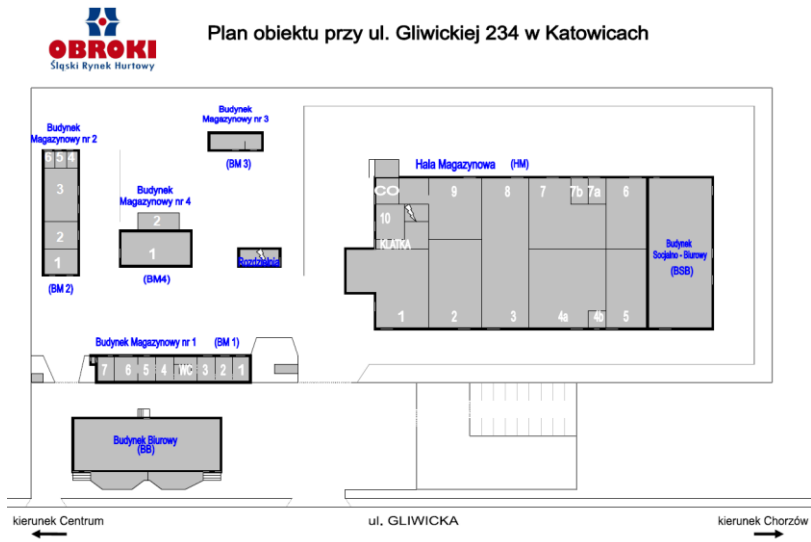 OBROKI
Śląski Rynek Hurtowy
Plan obiektu przy ul. Gliwickiej 234 w Katowicach
Budynek
Magazynowy nr 3
(BM 3)
Budynek
Magazynowy nr 2
6 5 4
3
2
1
(BM 2)
Budynek
Magazynowy nr 4
2
1
(BM4)
Rozdzielnia
Hala Magazynowa (HM)
CO 9 8 7 7b 7a 6
10
KLATKA
1 2 3 4a 4b 5
Budynek
Socjalno - Biurowy
(BSB)
Budynek Magazynowy nr 1 (BM 1)
7 6 5 4 WC 3 2 1
Budynek Biurowy
(BB)
kierunek Centrum
ul. GLIWICKA
kierunek Chorzów